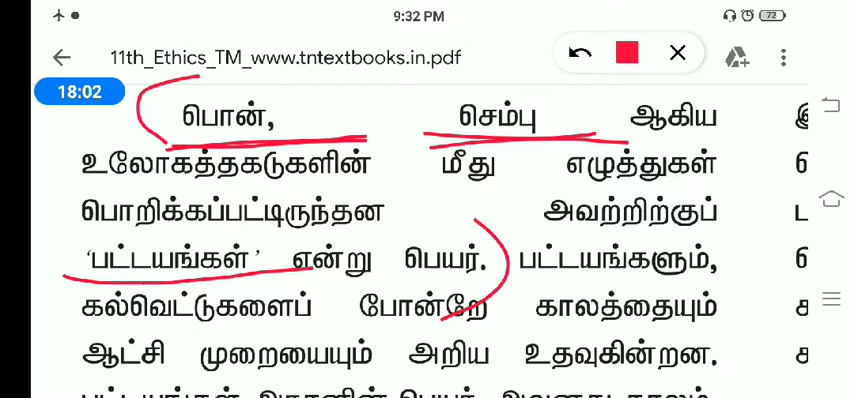 9:32 PM
72
11th_Ethics_TM_www.tntextbooks.in.pdf
18:02
பொன், செம்பு ஆகிய
உலோகத்தகடுகளின் மீது எழுத்துகள்
பொறிக்கப்பட்டிருந்தன அவற்றிற்குப்
‘பட்டயங்கள்’ என்று பெயர். பட்டயங்களும்,
கல்வெட்டுகளைப் போன்றே காலத்தையும்
ஆட்சி முறையையும் அறிய உதவுகின்றன.